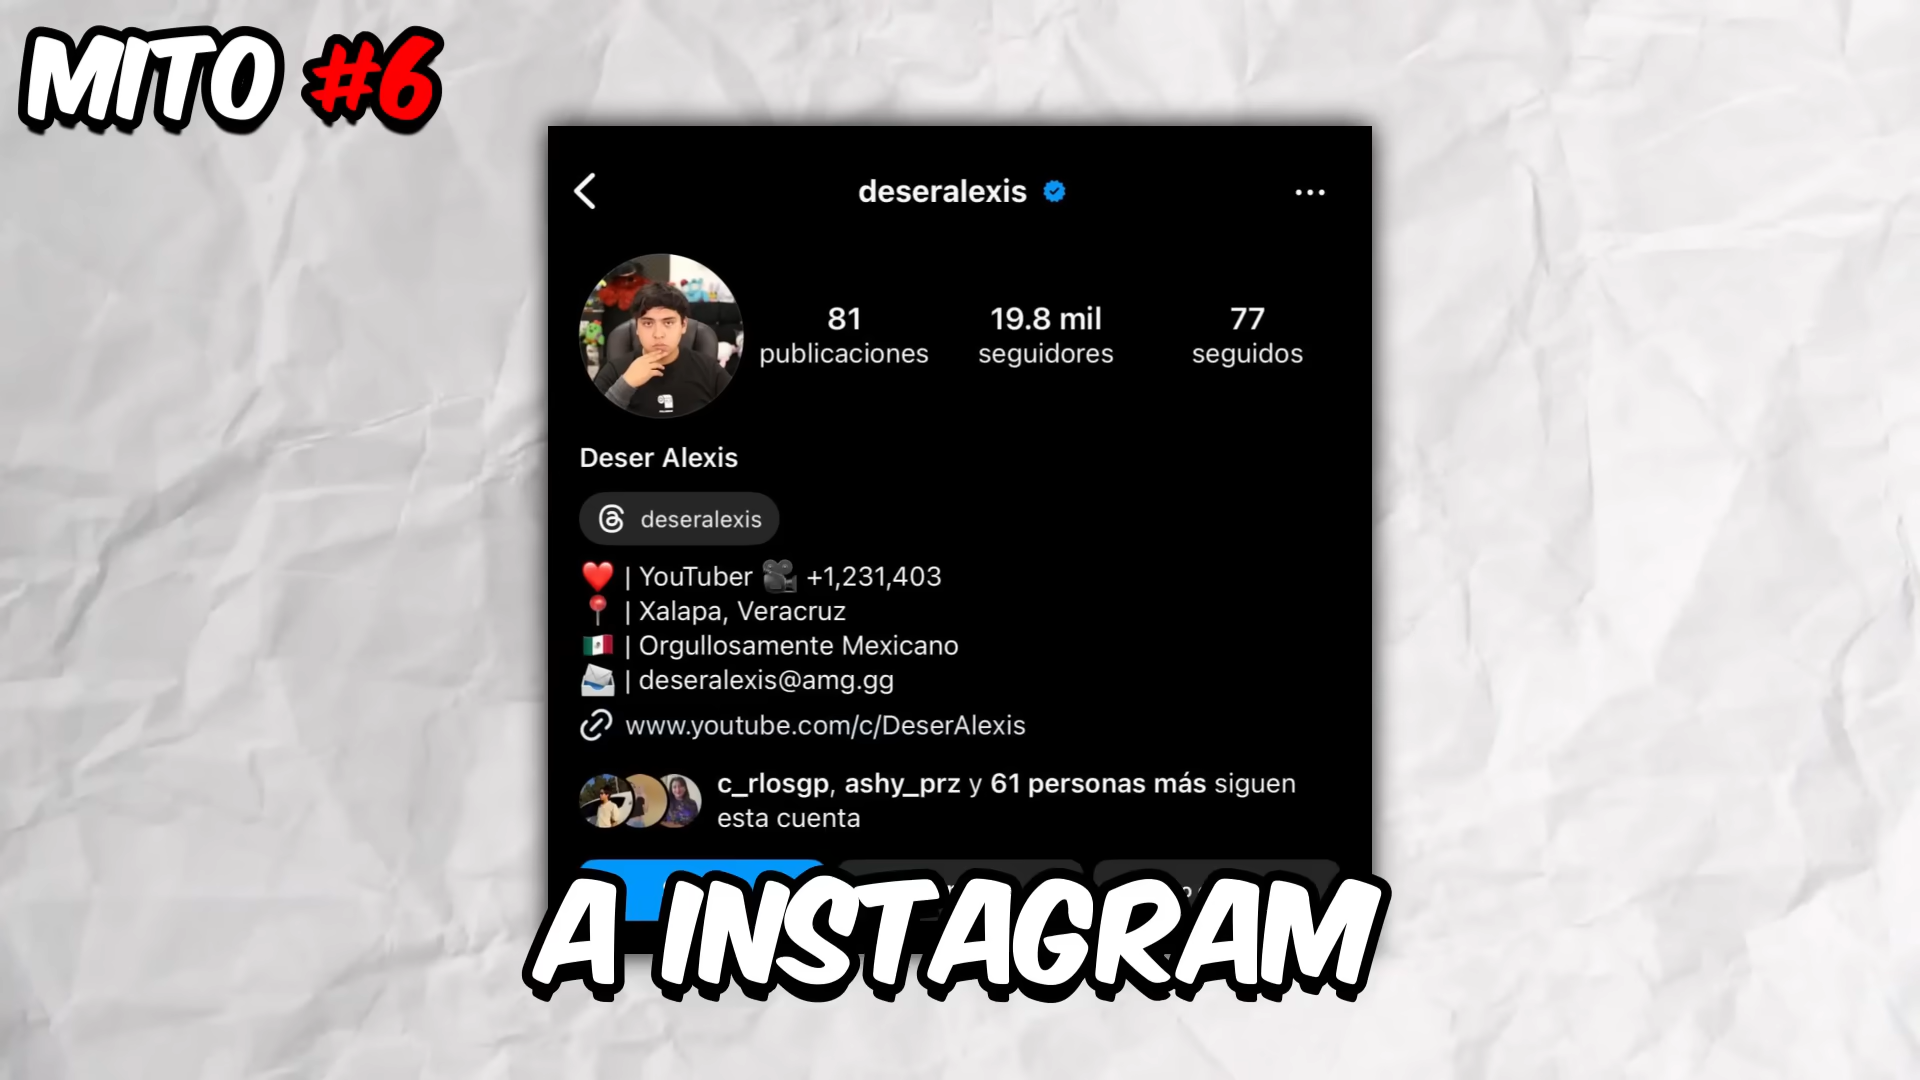 MITO #6
deseralexis
81
publicaciones
19.8 mil
seguidores
77
seguidos
Deser Alexis
deseralexis
| YouTuber 🎥 +1,231,403
| Xalapa, Veracruz
| Orgullosamente Mexicano
| deseralexis@amg.gg
www.youtube.com/c/DeserAlexis
c_rlosgp, ashy_prz y 61 personas más siguen
esta cuenta
A INSTAGRAM